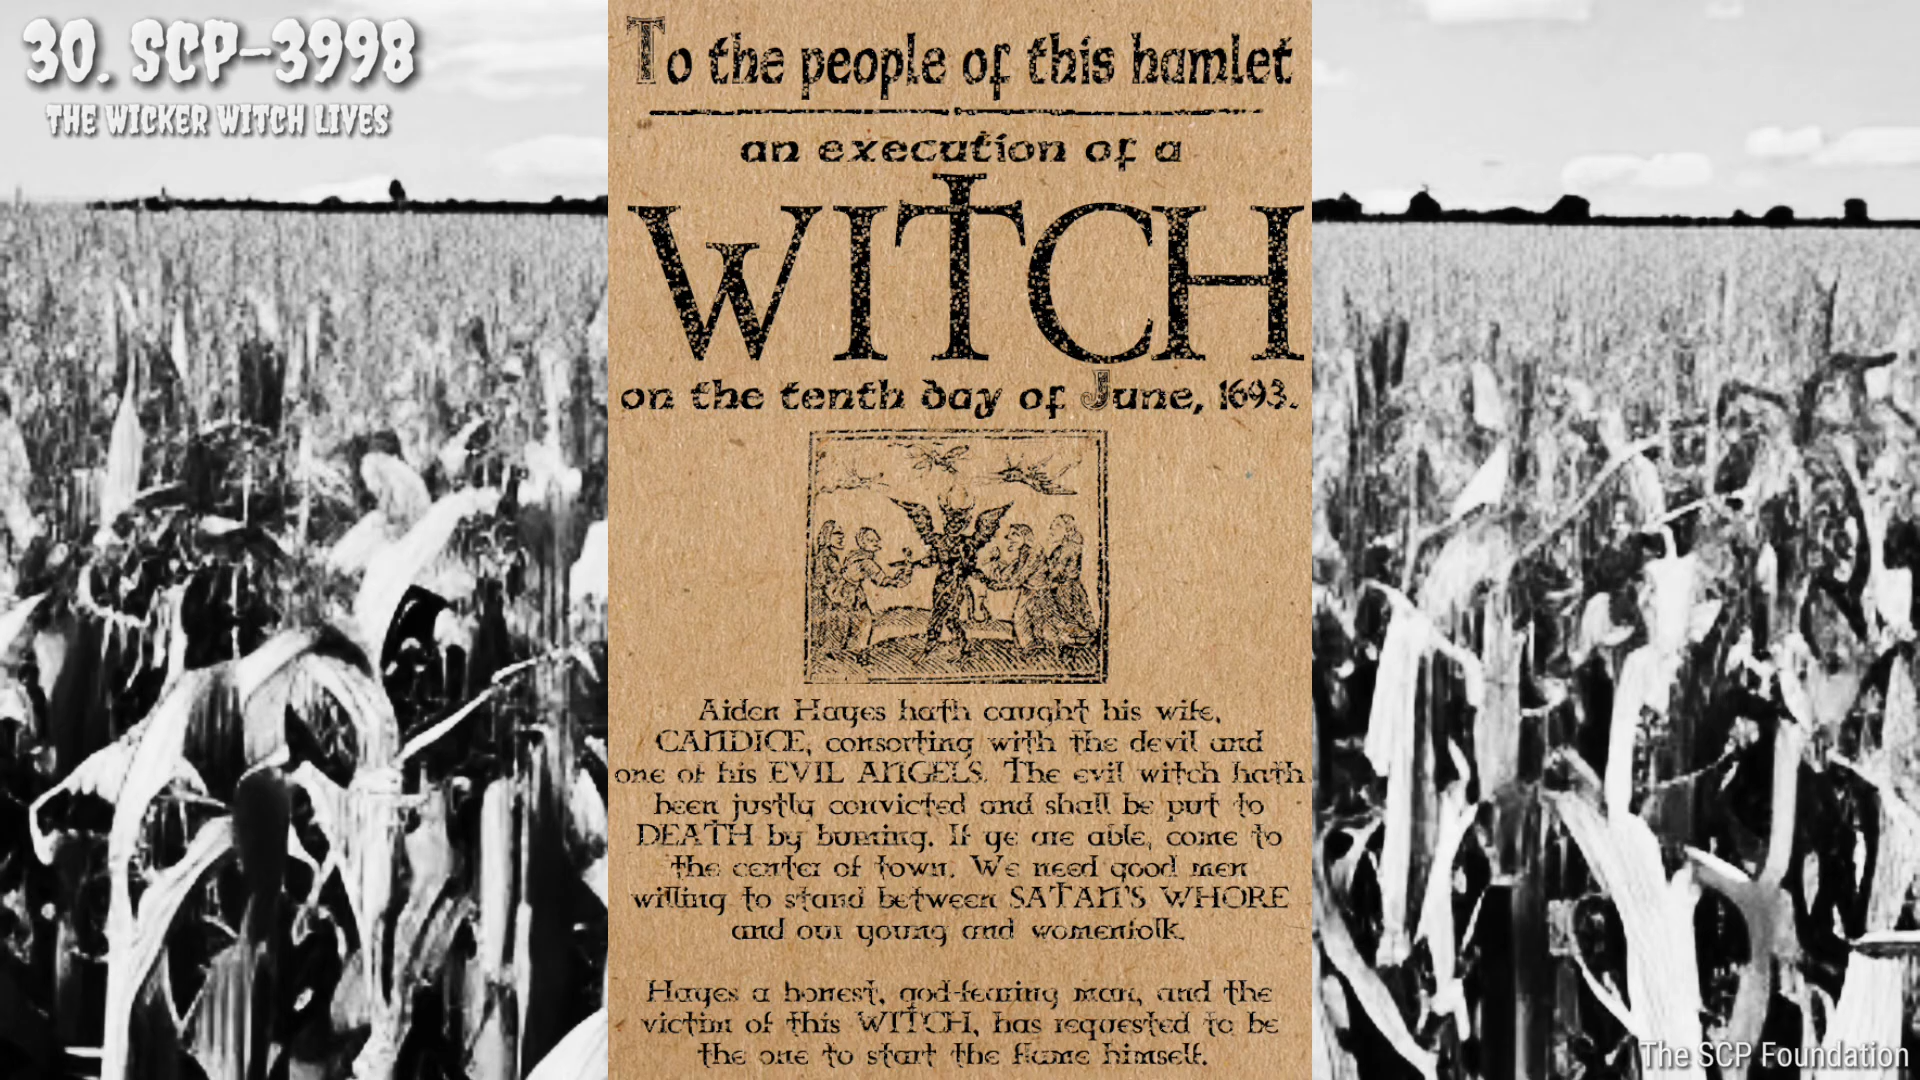 30. SCP-3998
THE WICKER WITCH LIVES
To the people of this hamlet
an execution of a
WITCH
on the tenth day of June, 1693.
Aiden Hayes hath caught his wife,
CANDICE, consorting with the devil and
one of his EVIL ANGELS. The evil witch hath
been justly convicted and shall be put to
DEATH by burning. If ye are able, come to
the center of town. We need good men
willing to stand between SATAN'S WHORE
and our young and womenfolk.
Hayes a honest, god-fearing man, and the
victim of this WITCH, has requested to be
the one to start the flame himself.
The SCP Foundation